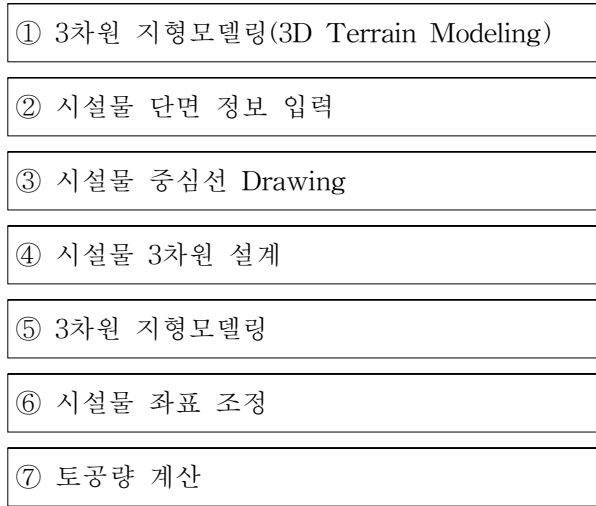 ① 3차원 지형모델링(3D Terrain Modeling)
② 시설물 단면 정보 입력
③ 시설물 중심선 Drawing
④ 시설물 3차원 설계
⑤ 3차원 지형모델링
⑥ 시설물 좌표 조정
⑦ 토공량 계산